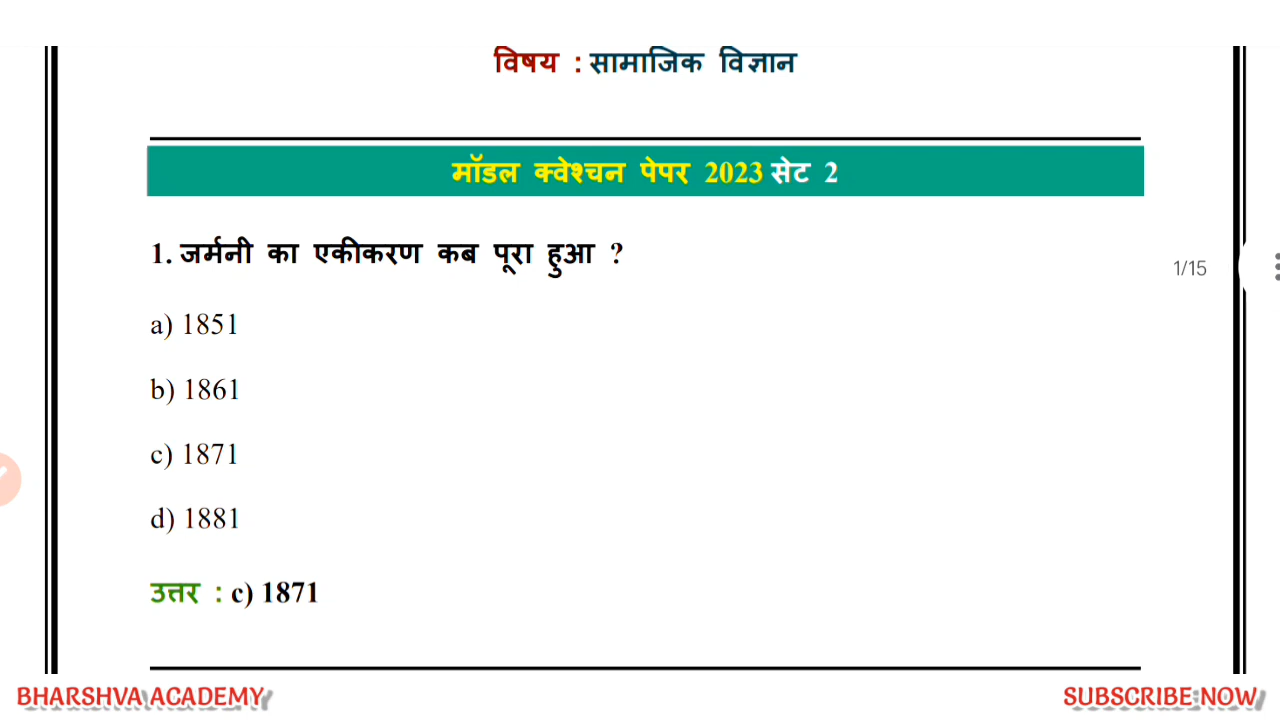 विषय : सामाजिक विज्ञान
मॉडल क्वेश्चन पेपर 2023 सेट 2
1. जर्मनी का एकीकरण कब पूरा हुआ ?
1/15
a) 1851
b) 1861
c) 1871
d) 1881
उत्तर : c) 1871
BHARSHVA ACADEMY
SUBSCRIBE NOW